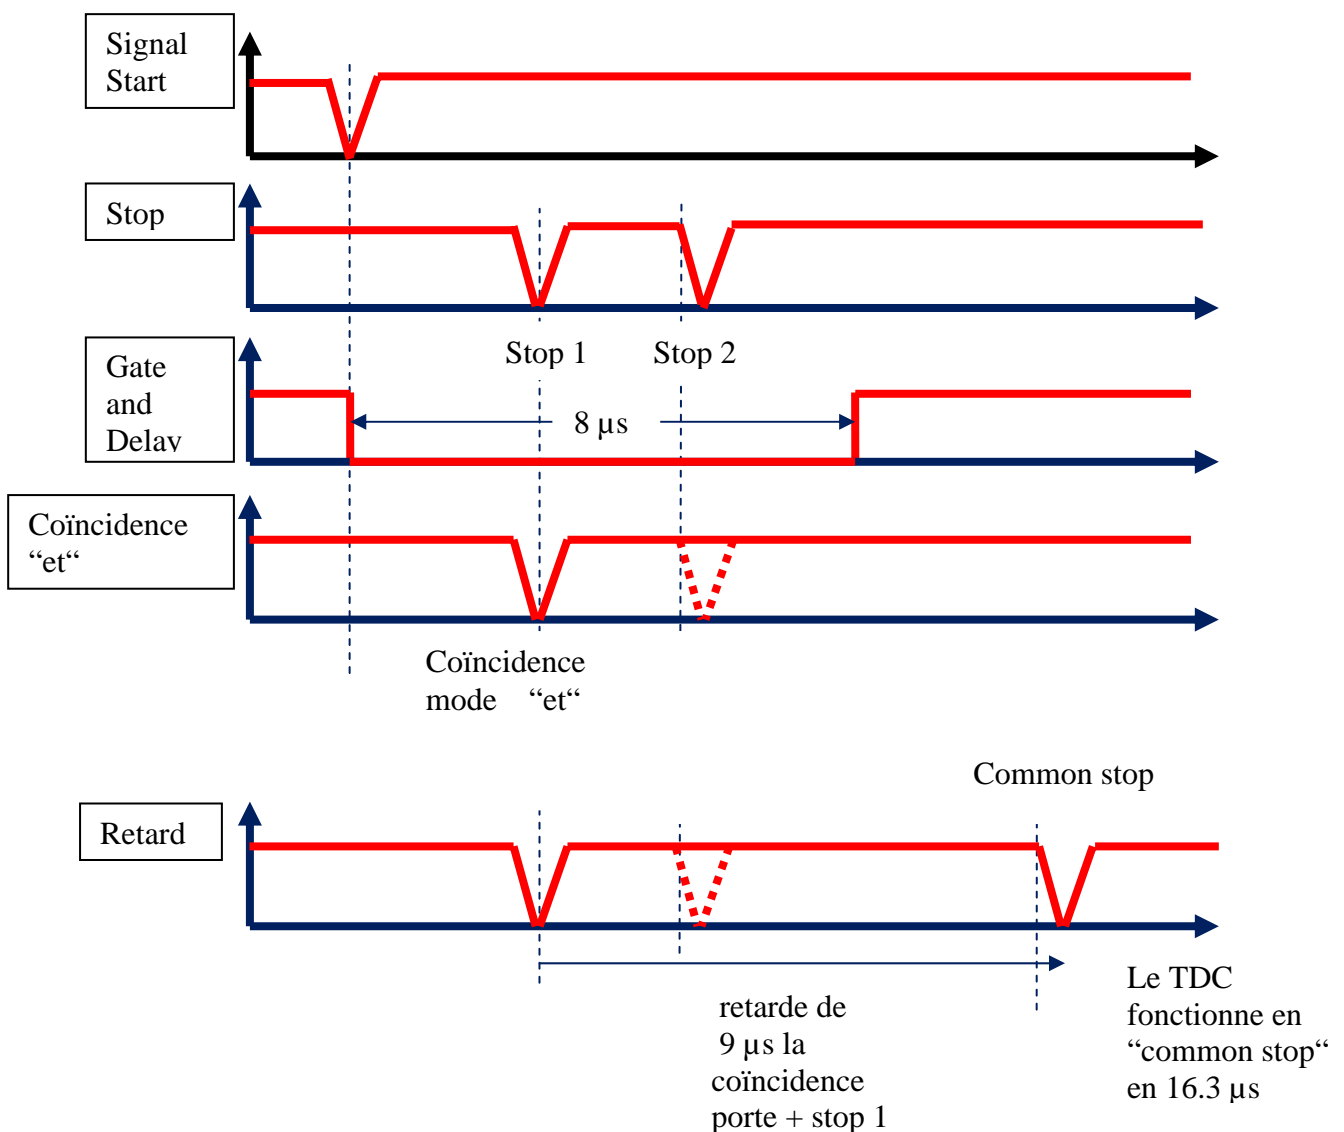 Signal
Start
Stop
Stop 1
Stop 2
Gate
and
Delay
8 µs
Coïncidence
“et“
Coïncidence
mode “et“
Common stop
Retard
retarde de
9 µs la
coïncidence
porte + stop 1
Le TDC
fonctionne en
“common stop“
en 16.3 µs